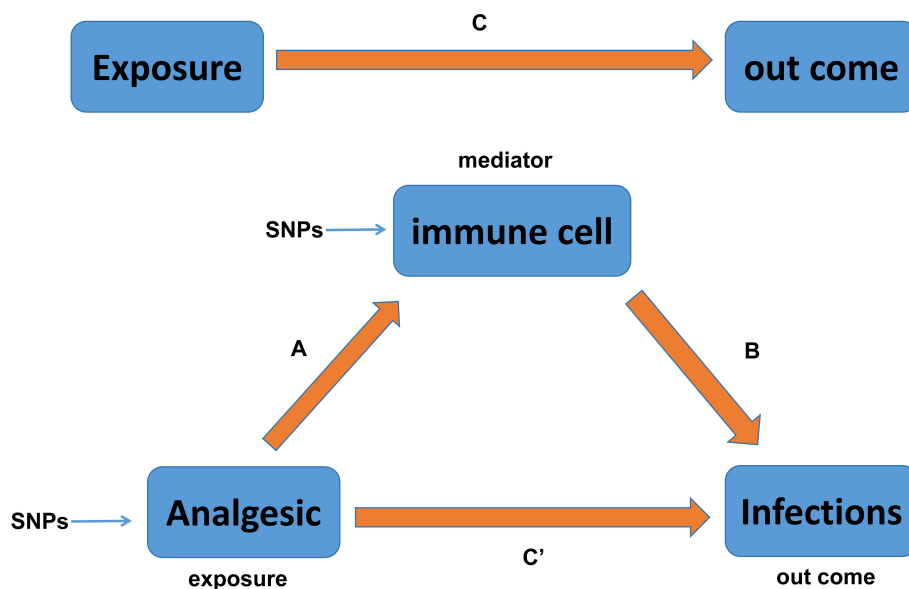 C
Exposure
out come
mediator
SNPs
immune cell
A
B
SNPs
Analgesic
Infections
C’
exposure
out come